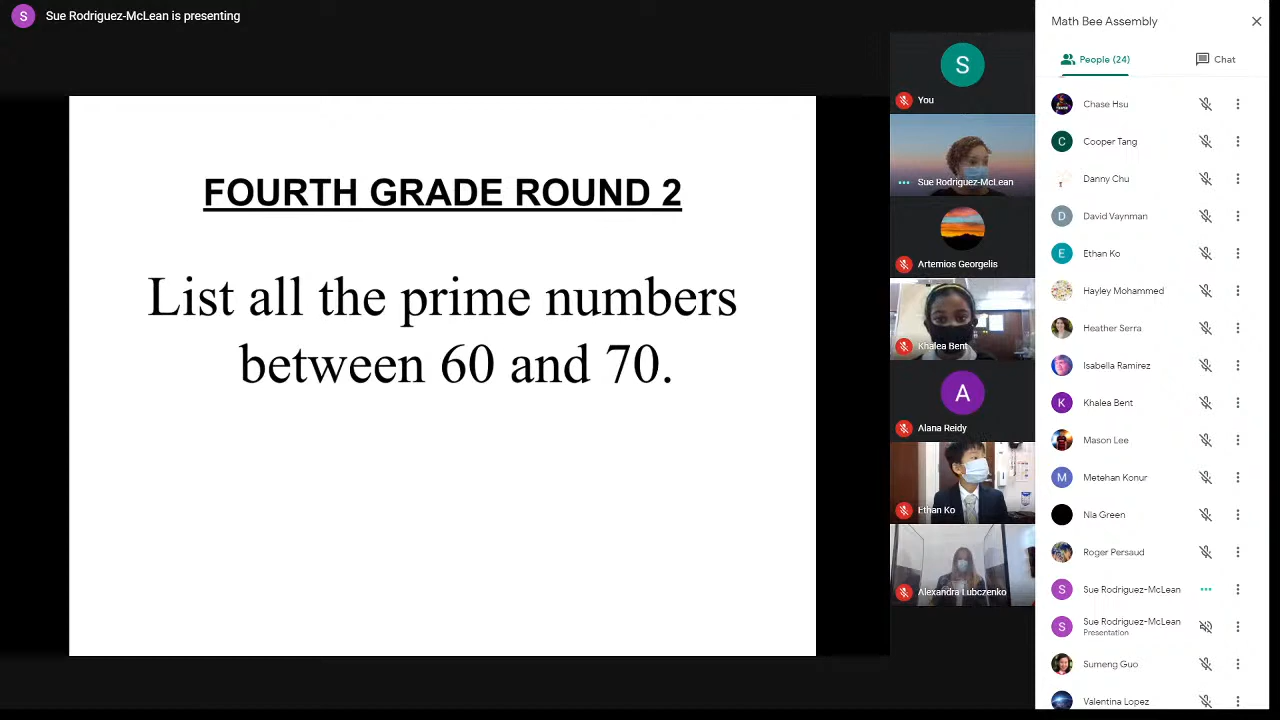 S
Sue Rodriguez-McLean is presenting
FOURTH GRADE ROUND 2
List all the prime numbers
between 60 and 70.
S
You
Sue Rodriguez-McLean
Artemios Georgelis
Khalea Bent
A
Alana Reidy
Ethan Ko
Alexandra Lubczenko
Math Bee Assembly
People (24)
Chat
Chase Hsu
C
Cooper Tang
Danny Chu
D
David Vaynman
E
Ethan Ko
Hayley Mohammed
Heather Serra
Isabella Ramirez
K
Khalea Bent
Mason Lee
M
Metehan Konur
Nia Green
Roger Persaud
S
Sue Rodriguez-McLean
S
Sue Rodriguez-McLean
Presentation
Sumeng Guo
Valentina Lopez